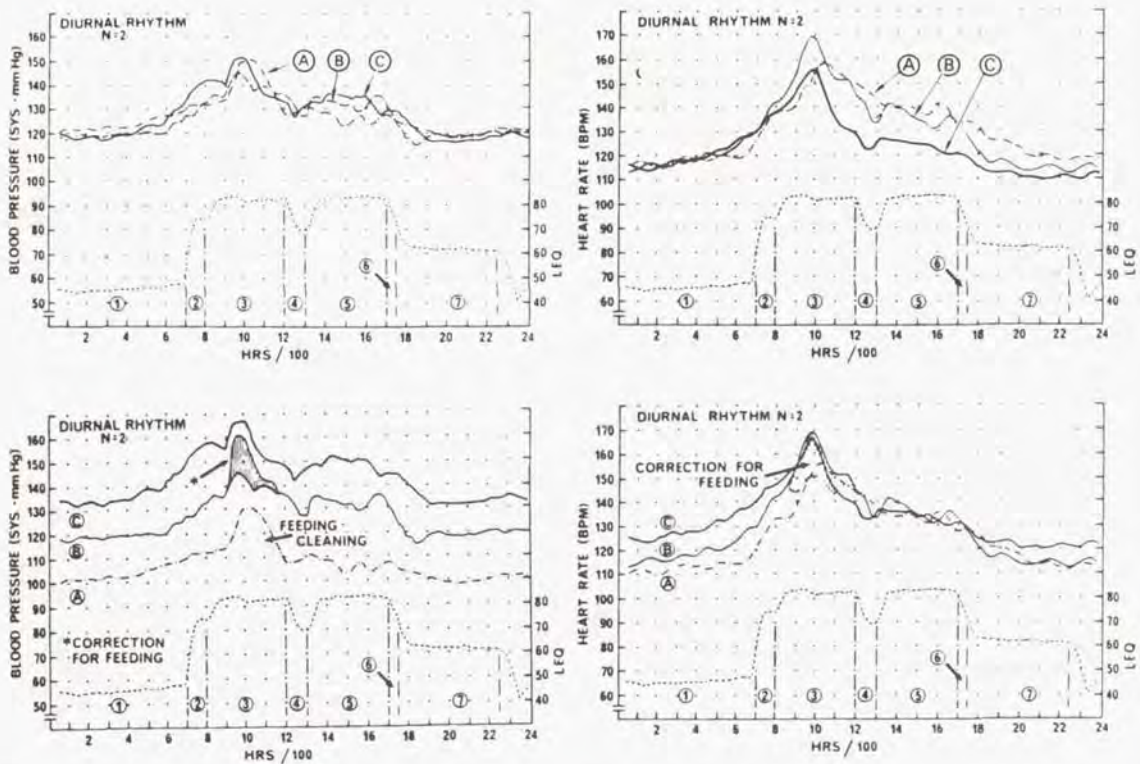 DIURNAL RHYTHM
N=2
BLOOD PRESSURE (SYS · mm Hg)
160
150
140
130
120
110
100
90
80
70
60
50
Ⓐ
Ⓑ
Ⓒ
80
70
60
50
40
LEQ
① ② ③ ④ ⑤ ⑥ ⑦
2 4 6 8 10 12 14 16 18 20 22 24
HRS / 100
DIURNAL RHYTHM
N=2
HEART RATE (BPM)
170
160
150
140
130
120
110
100
90
80
70
60
Ⓐ
Ⓑ
Ⓒ
80
70
60
50
40
LEQ
① ② ③ ④ ⑤ ⑥ ⑦
2 4 6 8 10 12 14 16 18 20 22 24
HRS / 100
DIURNAL RHYTHM
N=2
BLOOD PRESSURE (SYS · mm Hg)
160
150
140
130
120
110
100
90
80
70
60
50
*
FEEDING
CLEANING
Ⓒ
Ⓑ
Ⓐ
*CORRECTION
FOR FEEDING
80
70
60
50
40
LEQ
① ② ③ ④ ⑤ ⑥ ⑦
2 4 6 8 10 12 14 16 18 20 22 24
HRS / 100
DIURNAL RHYTHM N=2
HEART RATE (BPM)
170
160
150
140
130
120
110
100
90
80
70
60
CORRECTION FOR
FEEDING
Ⓒ
Ⓑ
Ⓐ
80
70
60
50
40
LEQ
① ② ③ ④ ⑤ ⑥ ⑦
2 4 6 8 10 12 14 16 18 20 22 24
HRS / 100